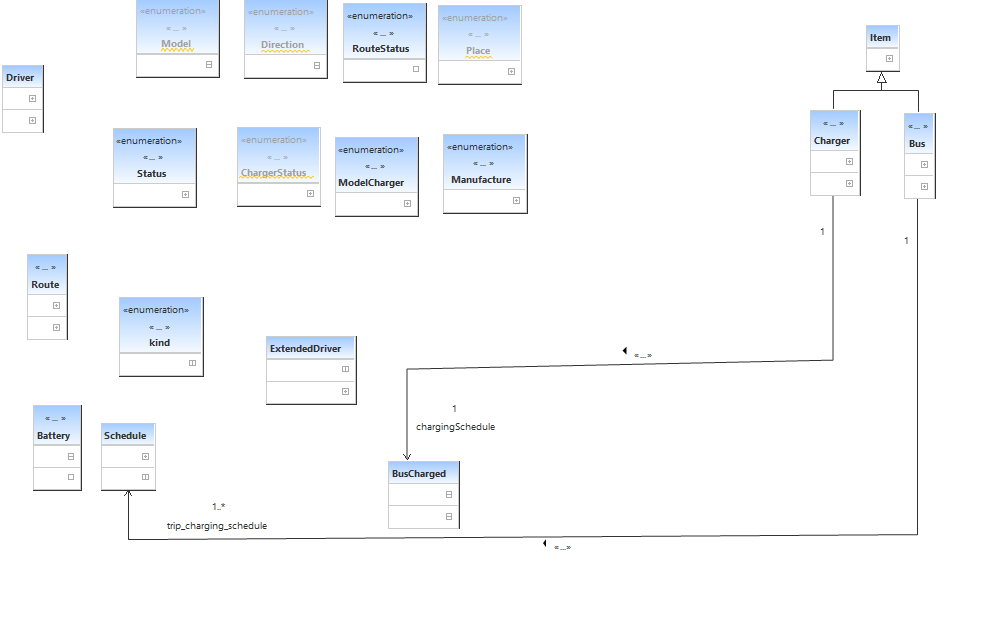 «enumeration»
« ... »
Model
«enumeration»
« ... »
Direction
«enumeration»
« ... »
RouteStatus
«enumeration»
« ... »
Place
Item
Driver
« ... »
Charger
« ... »
Bus
«enumeration»
« ... »
Status
«enumeration»
« ... »
ChargerStatus
«enumeration»
« ... »
ModelCharger
«enumeration»
« ... »
Manufacture
1
1
« ... »
Route
«enumeration»
« ... »
kind
ExtendedDriver
«...»
1
chargingSchedule
« ... »
Battery
Schedule
BusCharged
1..*
trip_charging_schedule
«...»